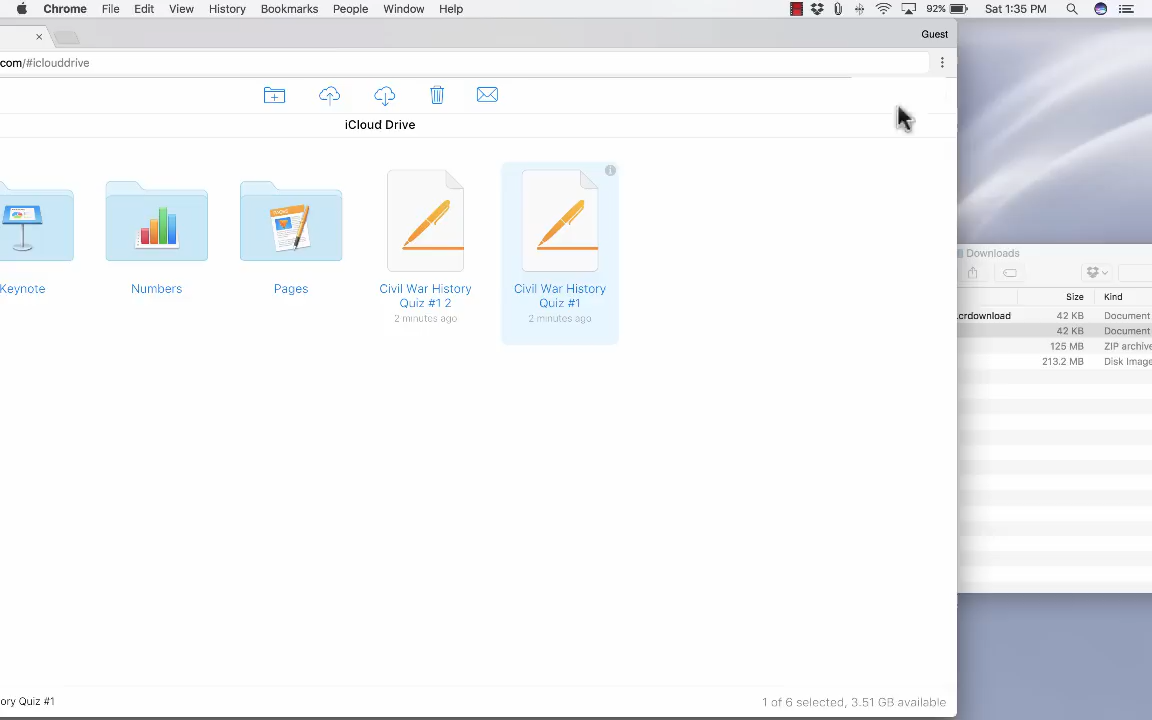 Chrome File Edit View History Bookmarks People Window Help 92% Sat 1:35 PM
Guest
com/#iclouddrive
iCloud Drive
Keynote Numbers Pages Civil War History Quiz #1 2 Civil War History Quiz #1
2 minutes ago 2 minutes ago
Downloads
Size Kind
.crdownload 42 KB Document
42 KB Document
125 MB ZIP archive
213.2 MB Disk Image
ory Quiz #1 1 of 6 selected, 3.51 GB available